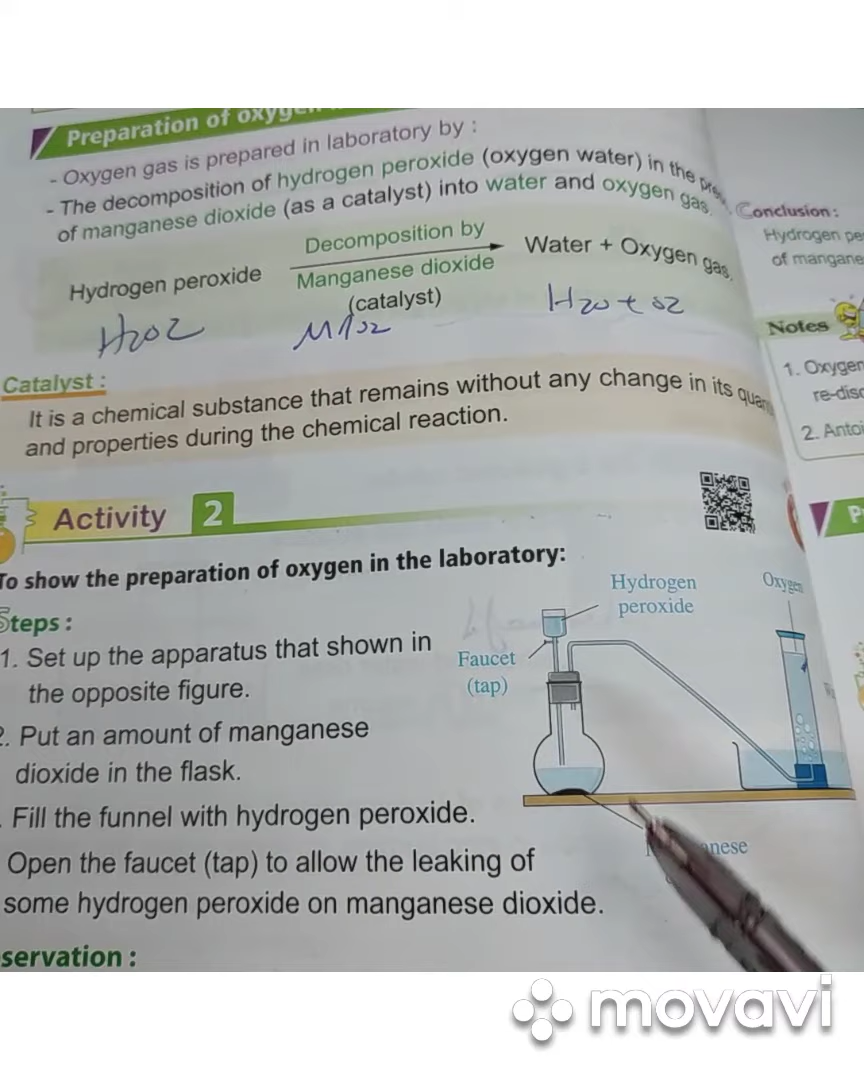 Preparation of oxyge
- Oxygen gas is prepared in laboratory by :
- The decomposition of hydrogen peroxide (oxygen water) in the pre
of manganese dioxide (as a catalyst) into water and oxygen gas.
Decomposition by
Hydrogen peroxide
Water + Oxygen gas.
Manganese dioxide
(catalyst)
H2O2
MnO2
H2O + O2
Catalyst :
It is a chemical substance that remains without any change in its quan
and properties during the chemical reaction.
Activity 2
To show the preparation of oxygen in the laboratory:
Steps :
1. Set up the apparatus that shown in
the opposite figure.
2. Put an amount of manganese
dioxide in the flask.
. Fill the funnel with hydrogen peroxide.
Open the faucet (tap) to allow the leaking of
some hydrogen peroxide on manganese dioxide.
servation :
Hydrogen
peroxide
Oxygen
Faucet
(tap)
nese
Conclusion :
Hydrogen pe
of mangane
Notes
1. Oxygen
re-disc
2. Antoi
P
movavi